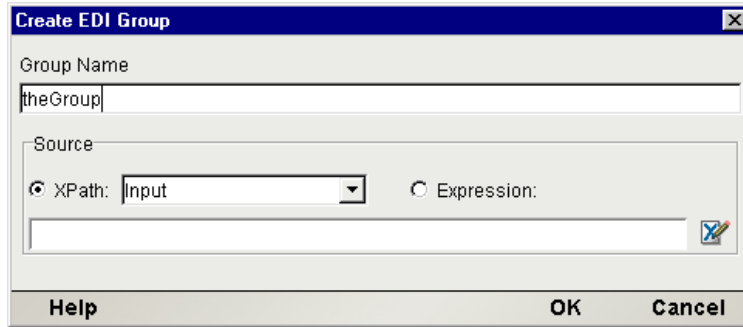 Create EDI Group
Group Name
theGroup
Source
XPath: Input Expression:
Help OK Cancel